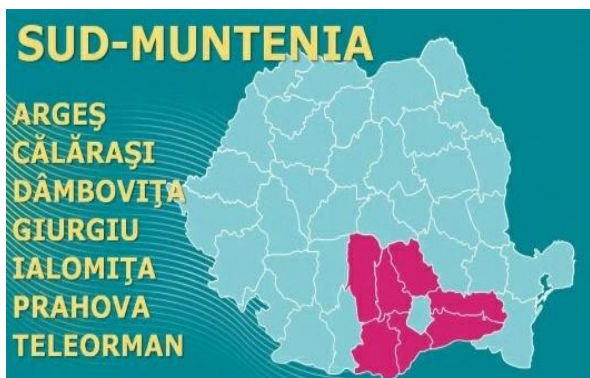 SUD-MUNTENIA
ARGEŞ
CĂLĂRAŞI
DÂMBOVIŢA
GIURGIU
IALOMIŢA
PRAHOVA
TELEORMAN